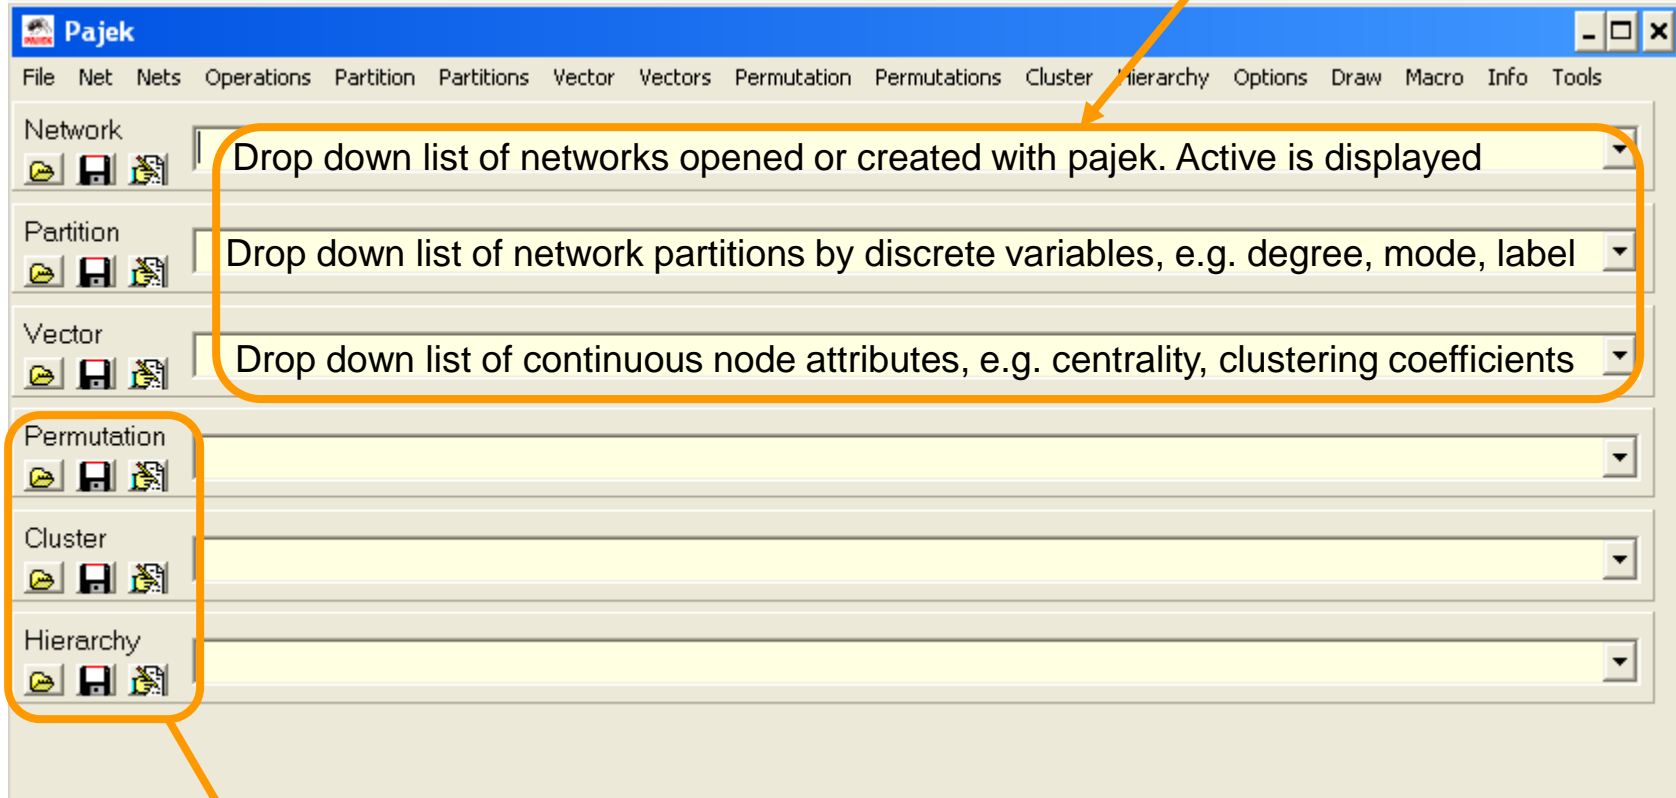 Pajek
File Net Nets Operations Partition Partitions Vector Vectors Permutation Permutations Cluster Hierarchy Options Draw Macro Info Tools
Network
Drop down list of networks opened or created with pajek. Active is displayed
Partition
Drop down list of network partitions by discrete variables, e.g. degree, mode, label
Vector
Drop down list of continuous node attributes, e.g. centrality, clustering coefficients
Permutation
Cluster
Hierarchy